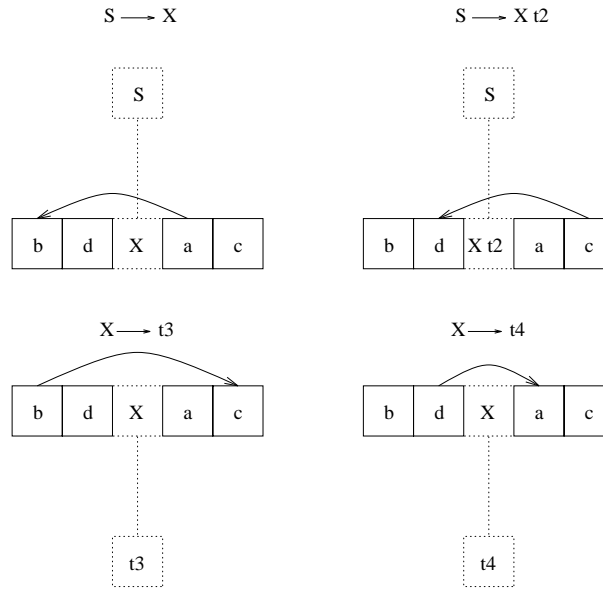 S → X
S → X t2
S
S
b d X a c
b d X t2 a c
X → t3
X → t4
b d X a c
b d X a c
t3
t4